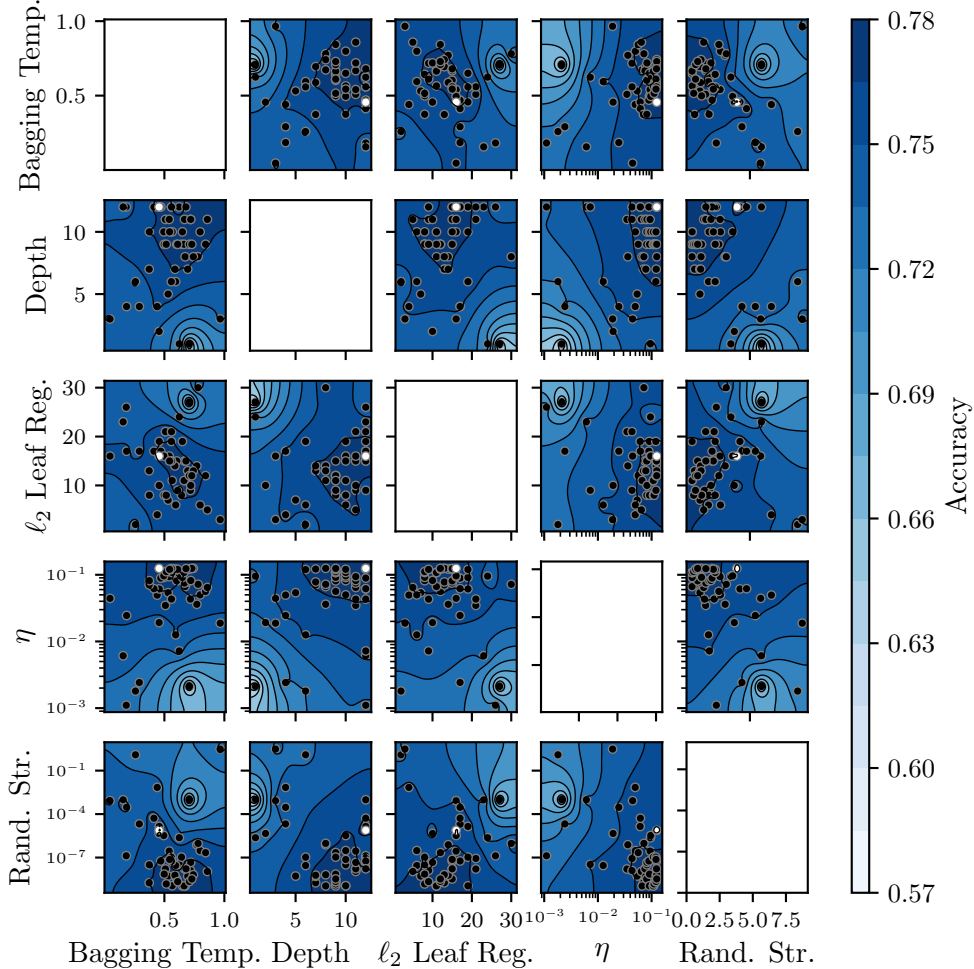 Bagging Temp.
1.0
0.5
Depth
10
5
ℓ₂ Leaf Reg.
30
20
10
η
10⁻¹
10⁻²
10⁻³
Rand. Str.
10⁻¹
10⁻⁴
10⁻⁷
0.5 1.0
5 10
10 20 30
10⁻³ 10⁻² 10⁻¹
0.0 2.5 5.0 7.5
Bagging Temp. Depth ℓ₂ Leaf Reg. η Rand. Str.
0.78
0.75
0.72
0.69
0.66
0.63
0.60
0.57
Accuracy